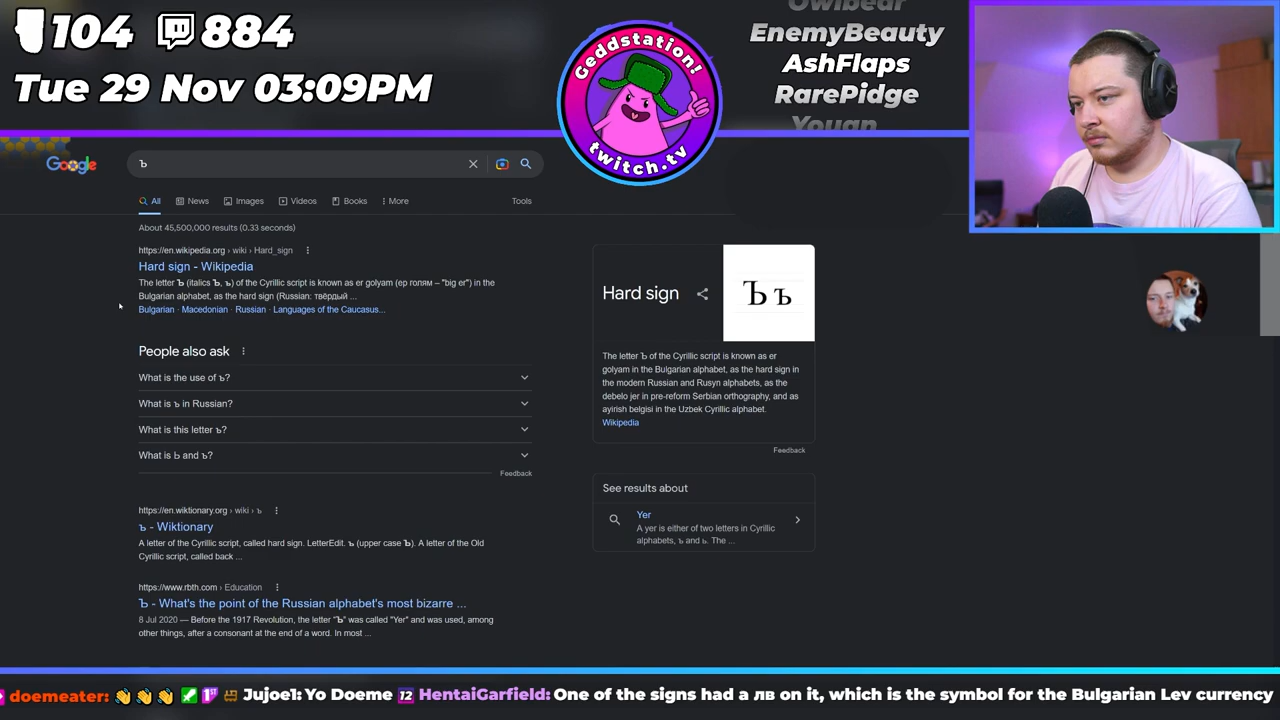 104 884
Tue 29 Nov 03:09PM
Geddstation!
twitch.tv
Owlbear
EnemyBeauty
AshFlaps
RarePidge
Youan
Google
ъ
All
News
Images
Videos
Books
More
Tools
About 45,500,000 results (0.33 seconds)
https://en.wikipedia.org › wiki › Hard_sign
Hard sign - Wikipedia
The letter Ъ (italics Ъ, ъ) of the Cyrillic script is known as er golyam (ер голям – "big er") in the
Bulgarian alphabet, as the hard sign (Russian: твёрдый ...
Bulgarian · Macedonian · Russian · Languages of the Caucasus...
People also ask
What is the use of ъ?
What is ъ in Russian?
What is this letter ъ?
What is Ь and ъ?
Feedback
https://en.wiktionary.org › wiki › ъ
ъ - Wiktionary
A letter of the Cyrillic script, called hard sign. LetterEdit. ъ (upper case Ъ). A letter of the Old
Cyrillic script, called back ...
https://www.rbth.com › Education
Ъ - What's the point of the Russian alphabet's most bizarre ...
8 Jul 2020 — Before the 1917 Revolution, the letter "Ъ" was called "Yer" and was used, among
other things, after a consonant at the end of a word. In most ...
Hard sign
Ъ ъ
The letter Ъ of the Cyrillic script is known as er
golyam in the Bulgarian alphabet, as the hard sign in
the modern Russian and Rusyn alphabets, as the
debelo jer in pre-reform Serbian orthography, and as
ayirish belgisi in the Uzbek Cyrillic alphabet.
Wikipedia
Feedback
See results about
Yer
A yer is either of two letters in Cyrillic
alphabets, ъ and ь. The ...
doemeater: 👏👏👏 Jujoe1: Yo Doeme 12 HentaiGarfield: One of the signs had a лв on it, which is the symbol for the Bulgarian Lev currency